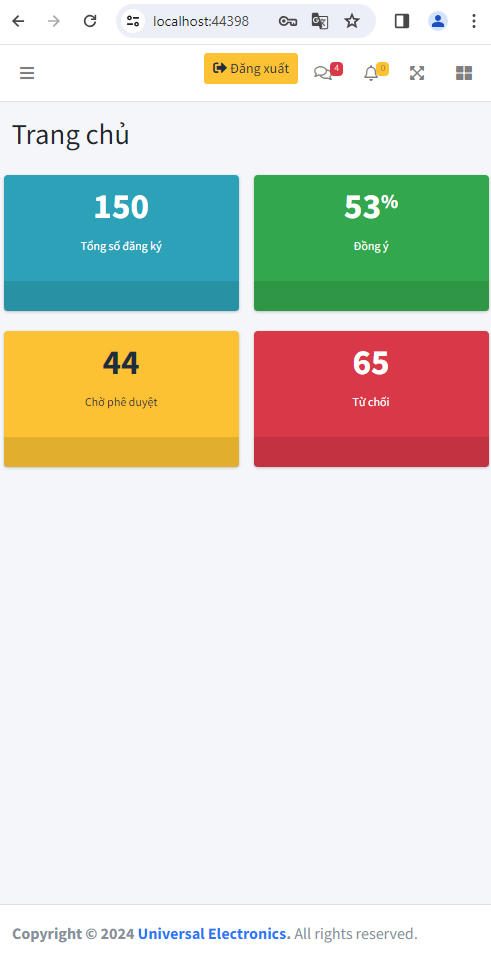 localhost:44398
Đăng xuất
4
0
Trang chủ
150
Tổng số đăng ký
53%
Đồng ý
44
Chờ phê duyệt
65
Từ chối
Copyright © 2024 Universal Electronics. All rights reserved.